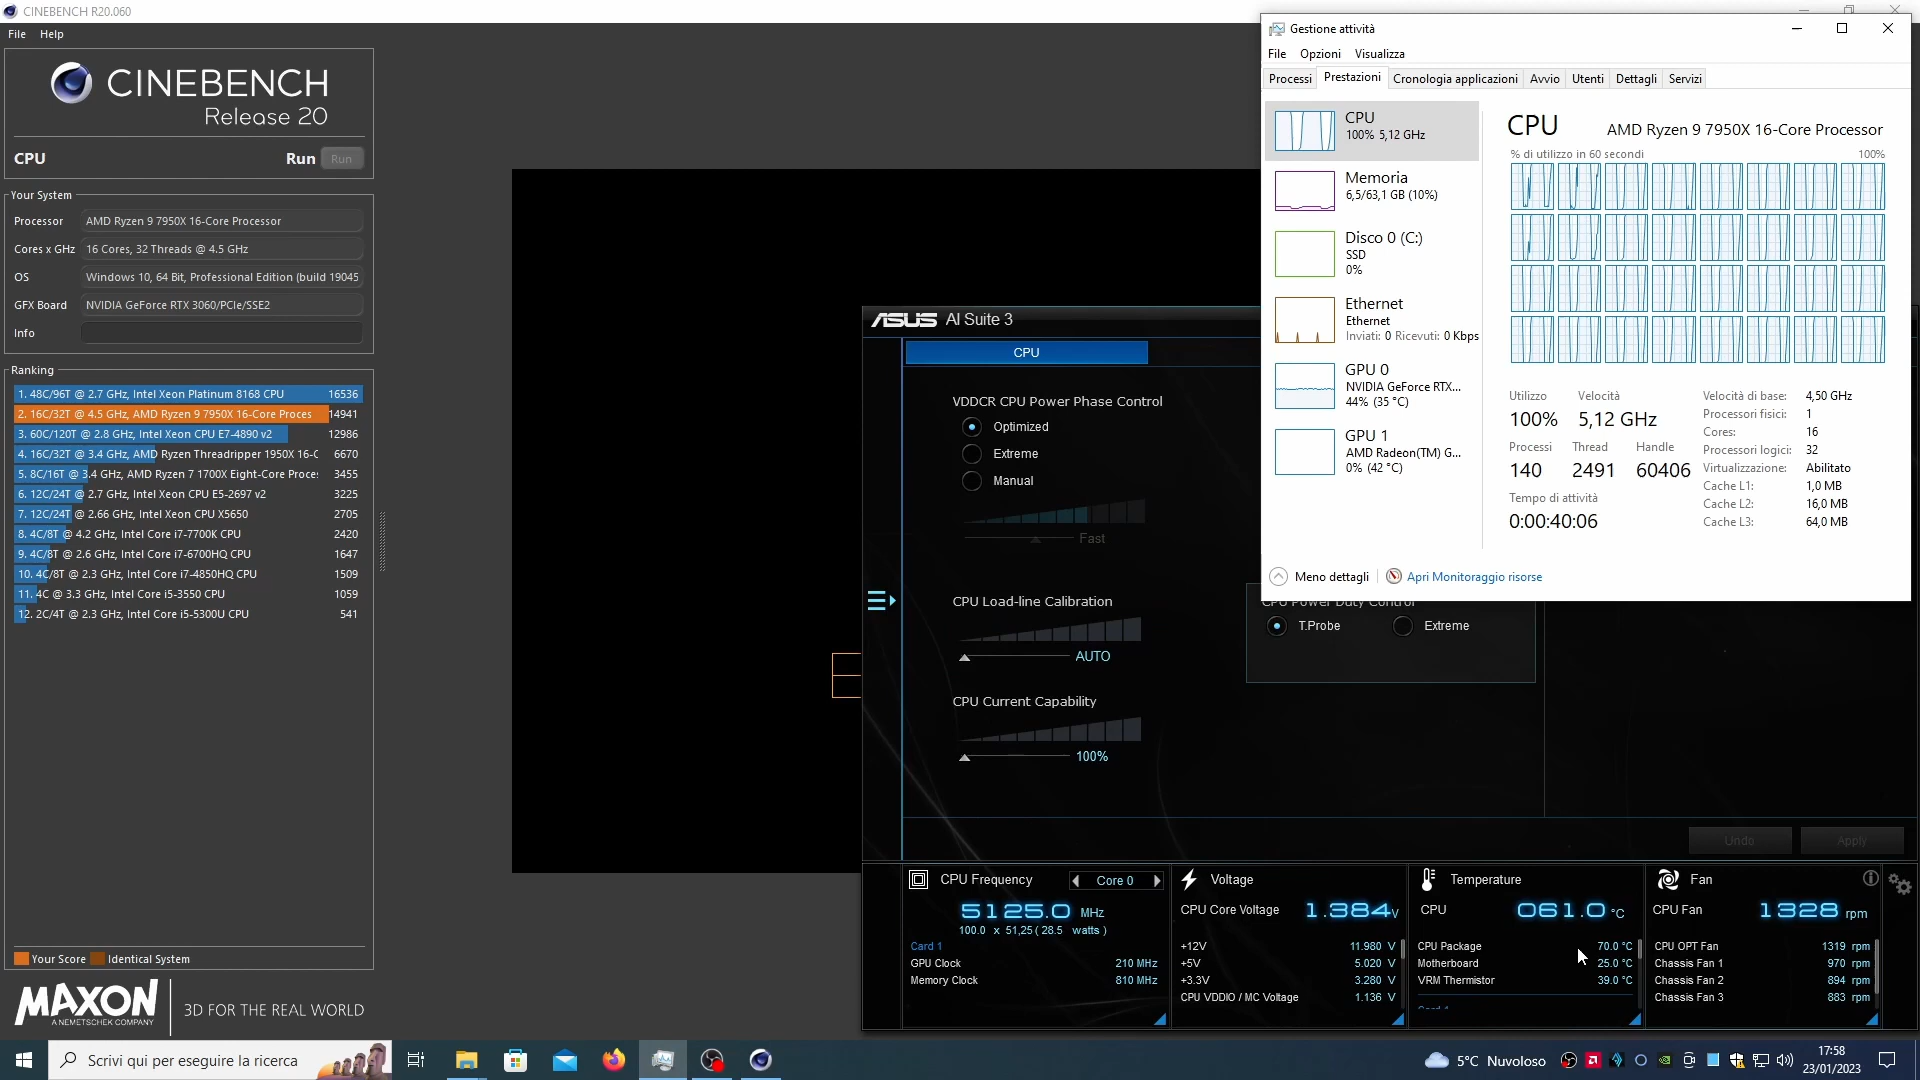 CINEBENCH R20.060
File Help
CINEBENCH
Release 20
CPU Run Run
Your System
Processor AMD Ryzen 9 7950X 16-Core Processor
Cores x GHz 16 Cores, 32 Threads @ 4.5 GHz
OS Windows 10, 64 Bit, Professional Edition (build 19045
GFX Board NVIDIA GeForce RTX 3060/PCIe/SSE2
Info
Ranking
1. 48C/96T @ 2.7 GHz, Intel Xeon Platinum 8168 CPU 16536
2. 16C/32T @ 4.5 GHz, AMD Ryzen 9 7950X 16-Core Proces 14941
3. 60C/120T @ 2.8 GHz, Intel Xeon CPU E7-4890 v2 12986
4. 16C/32T @ 3.4 GHz, AMD Ryzen Threadripper 1950X 16-C 6670
5. 8C/16T @ 3.4 GHz, AMD Ryzen 7 1700X Eight-Core Proce: 3455
6. 12C/24T @ 2.7 GHz, Intel Xeon CPU E5-2697 v2 3225
7. 12C/24T @ 2.66 GHz, Intel Xeon CPU X5650 2705
8. 4C/8T @ 4.2 GHz, Intel Core i7-7700K CPU 2420
9. 4C/8T @ 2.6 GHz, Intel Core i7-6700HQ CPU 1647
10. 4C/8T @ 2.3 GHz, Intel Core i7-4850HQ CPU 1509
11. 4C @ 3.3 GHz, Intel Core i5-3550 CPU 1059
12. 2C/4T @ 2.3 GHz, Intel Core i5-5300U CPU 541
Your Score Identical System
MAXON
A NEMETSCHEK COMPANY
3D FOR THE REAL WORLD
ASUS AI Suite 3
CPU
VDDCR CPU Power Phase Control
Optimized
Extreme
Manual
Fast
CPU Load-line Calibration
AUTO
CPU Current Capability
100%
CPU Power Duty Control
T.Probe Extreme
Undo Apply
CPU Frequency Core 0
5125.0 MHz
100.0 x 51,25 ( 28.5 watts )
Card 1
GPU Clock 210 MHz
Memory Clock 810 MHz
Voltage
CPU Core Voltage 1.384 V
+12V 11.980 V
+5V 5.020 V
+3.3V 3.280 V
CPU VDDIO / MC Voltage 1.136 V
Temperature
CPU 061.0 °C
CPU Package 70.0 °C
Motherboard 25.0 °C
VRM Thermistor 39.0 °C
Fan
CPU Fan 1328 rpm
CPU OPT Fan 1319 rpm
Chassis Fan 1 970 rpm
Chassis Fan 2 894 rpm
Chassis Fan 3 883 rpm
Gestione attività
File Opzioni Visualizza
Processi Prestazioni Cronologia applicazioni Avvio Utenti Dettagli Servizi
CPU
100% 5,12 GHz
Memoria
6,5/63,1 GB (10%)
Disco 0 (C:)
SSD
0%
Ethernet
Ethernet
Inviati: 0 Ricevuti: 0 Kbps
GPU 0
NVIDIA GeForce RTX...
44% (35 °C)
GPU 1
AMD Radeon(TM) G...
0% (42 °C)
CPU AMD Ryzen 9 7950X 16-Core Processor
% di utilizzo in 60 secondi 100%
Utilizzo Velocità
100% 5,12 GHz
Processi Thread Handle
140 2491 60406
Tempo di attività
0:00:40:06
Velocità di base: 4,50 GHz
Processori fisici: 1
Cores: 16
Processori logici: 32
Virtualizzazione: Abilitato
Cache L1: 1,0 MB
Cache L2: 16,0 MB
Cache L3: 64,0 MB
Meno dettagli Apri Monitoraggio risorse
Scrivi qui per eseguire la ricerca
5°C Nuvoloso
17:58
23/01/2023